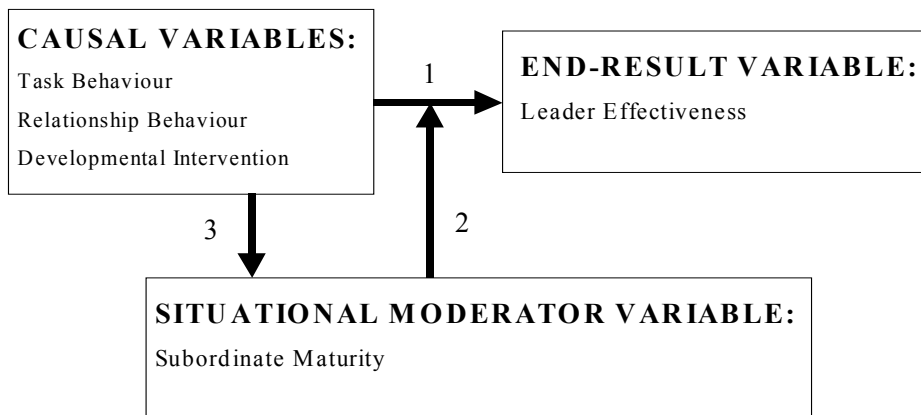 CAUSAL VARIABLES:
Task Behaviour
Relationship Behaviour
Developmental Intervention
1
END-RESULT VARIABLE:
Leader Effectiveness
3
2
SITUATIONAL MODERATOR VARIABLE:
Subordinate Maturity